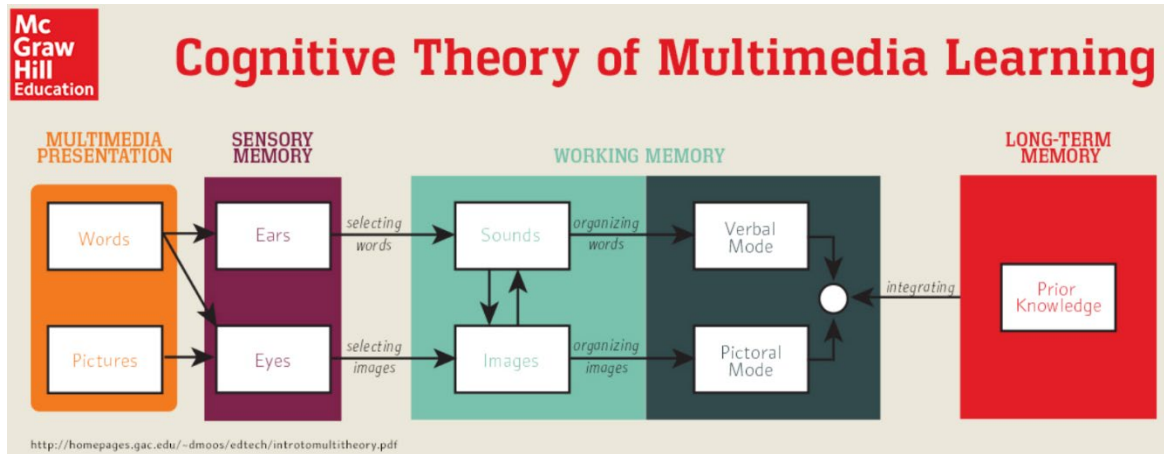 Mc
Graw
Hill
Education
Cognitive Theory of Multimedia Learning
MULTIMEDIA
PRESENTATION
SENSORY
MEMORY
WORKING MEMORY
LONG-TERM
MEMORY
Words
Ears
selecting
words
Sounds
organizing
words
Verbal
Mode
integrating
Prior
Knowledge
Pictures
Eyes
selecting
images
Images
organizing
images
Pictoral
Mode
http://homepages.gac.edu/~dmoos/edtech/introtomultitheory.pdf